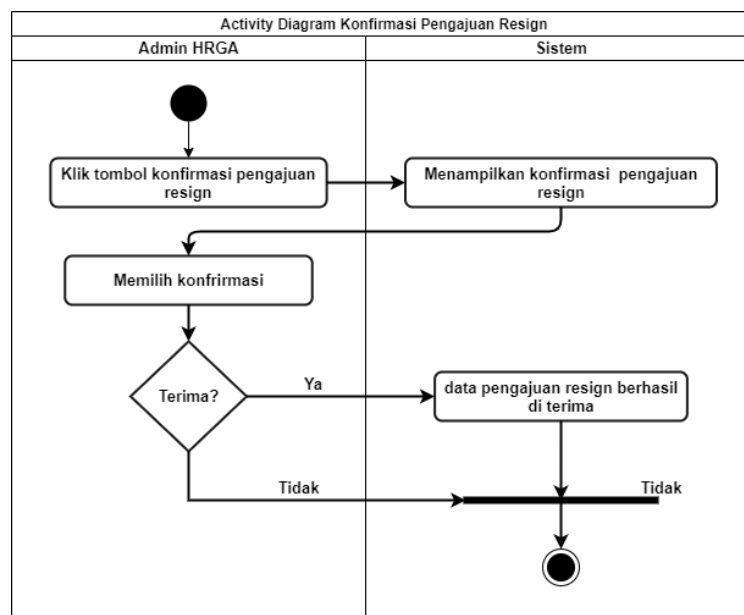 Activity Diagram Konfirmasi Pengajuan Resign
Admin HRGA
Sistem
Klik tombol konfirmasi pengajuan
resign
Menampilkan konfirmasi pengajuan
resign
Memilih konfrirmasi
Terima?
Ya
data pengajuan resign berhasil
di terima
Tidak
Tidak